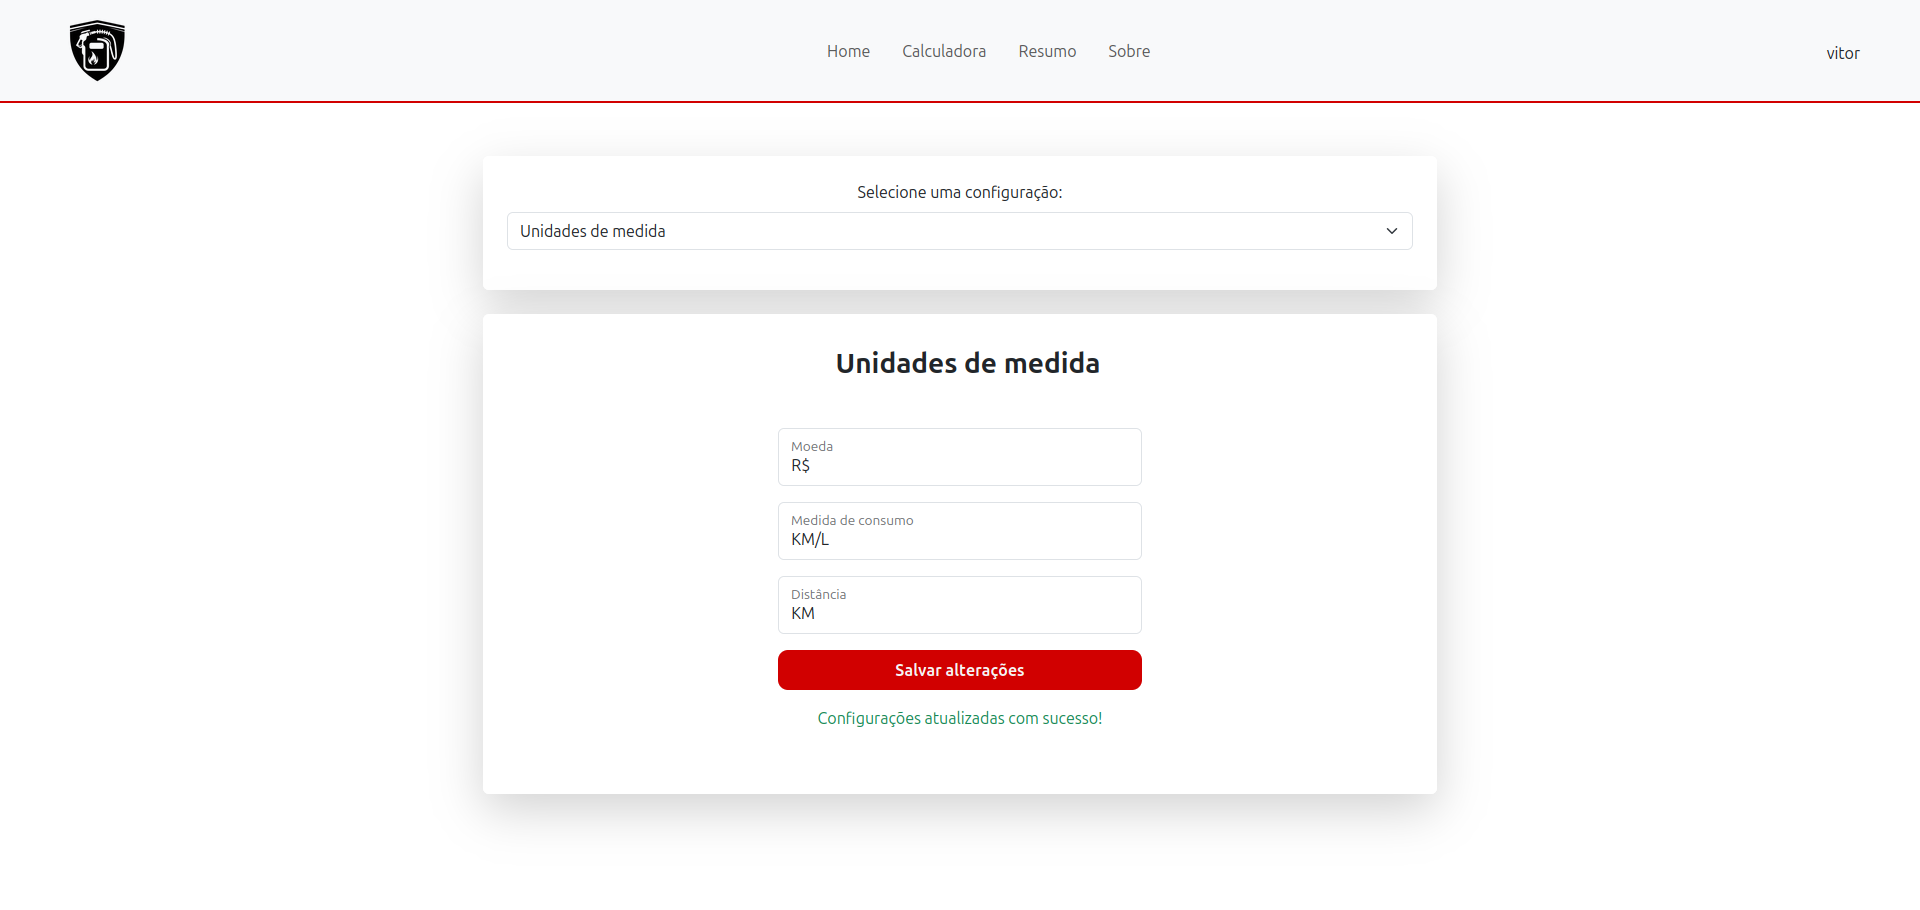 Home Calculadora Resumo Sobre vitor
Selecione uma configuração:
Unidades de medida
Unidades de medida
Moeda
R$
Medida de consumo
KM/L
Distância
KM
Salvar alterações
Configurações atualizadas com sucesso!